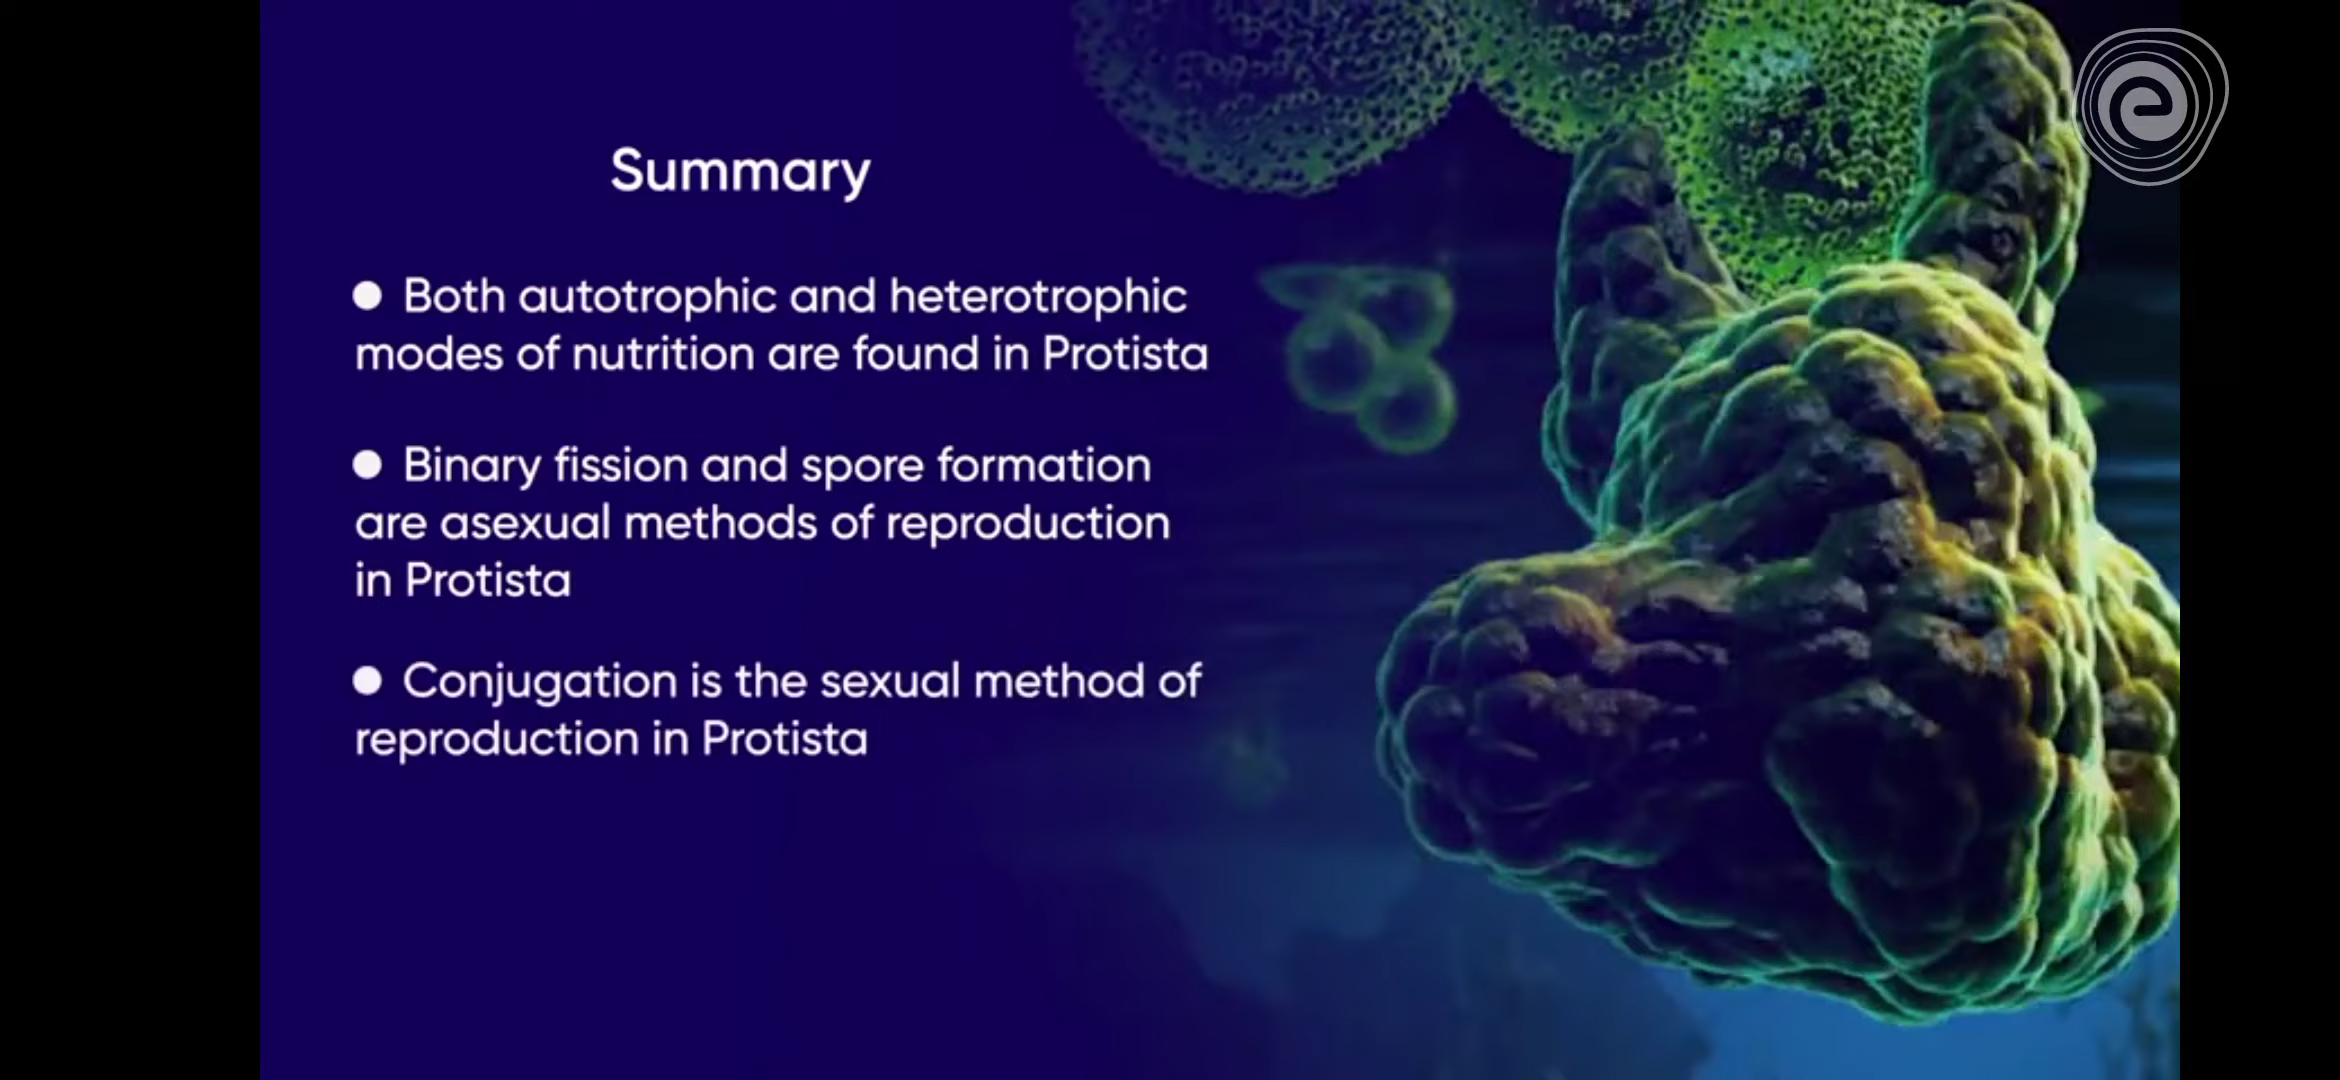 Summary
● Both autotrophic and heterotrophic
modes of nutrition are found in Protista
● Binary fission and spore formation
are asexual methods of reproduction
in Protista
● Conjugation is the sexual method of
reproduction in Protista
e